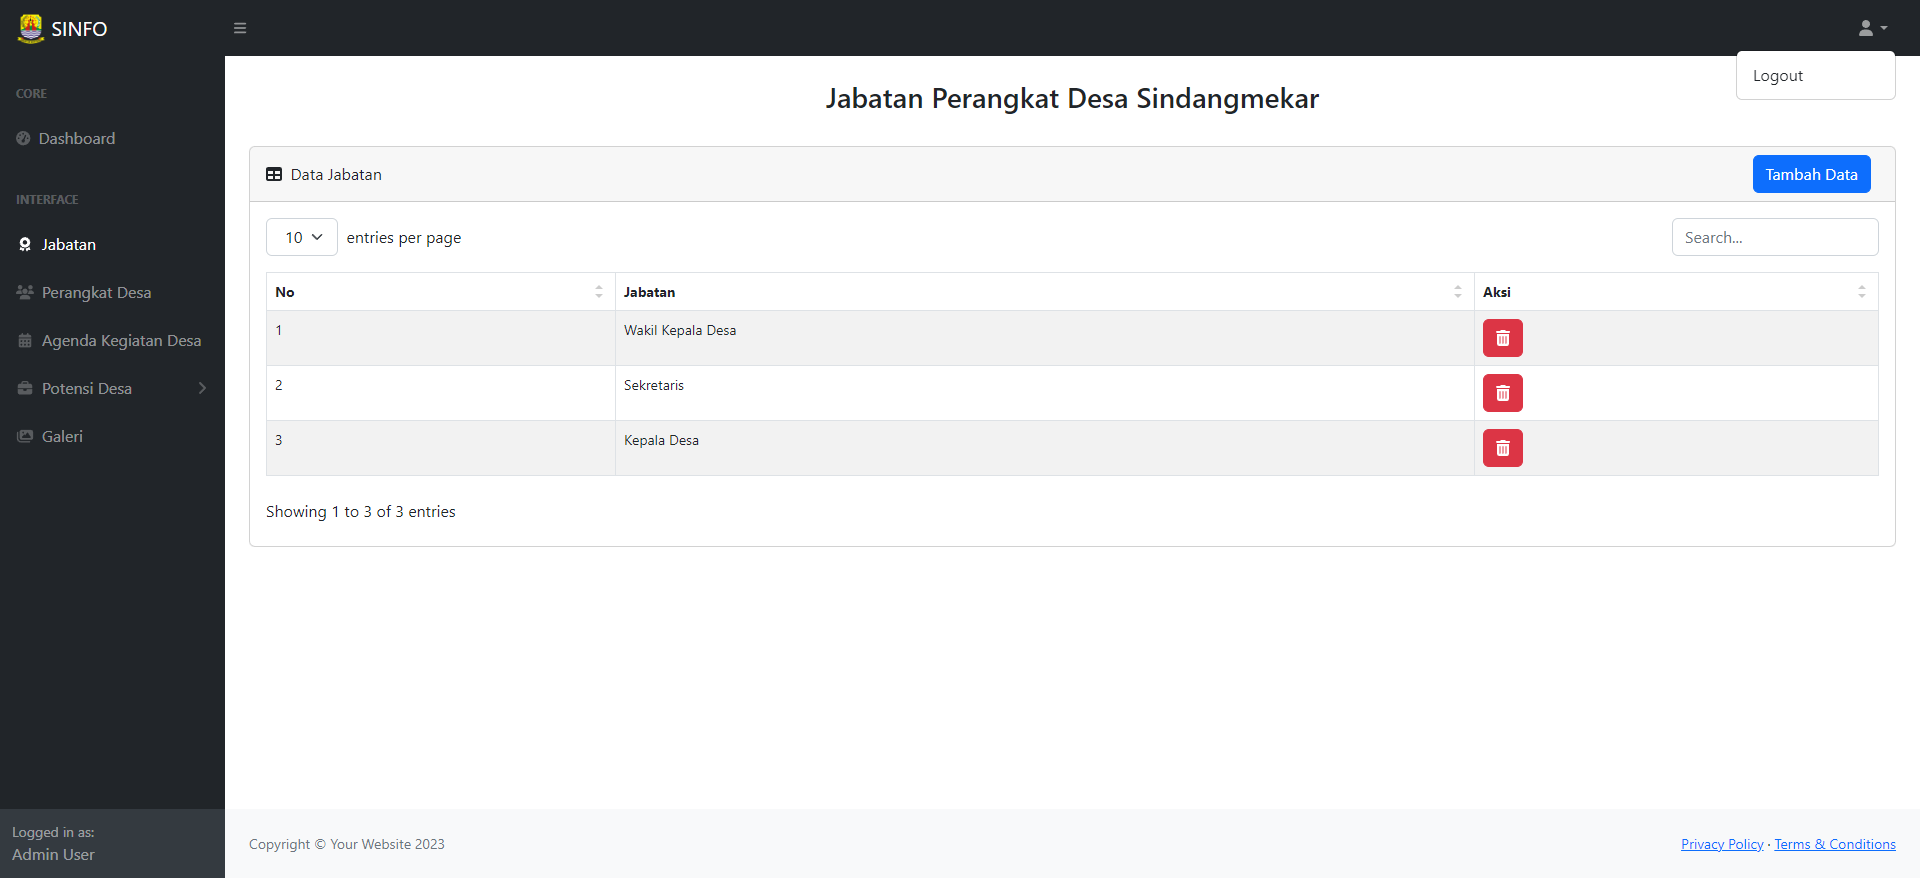 SINFO
Logout
CORE
Dashboard
INTERFACE
Jabatan
Perangkat Desa
Agenda Kegiatan Desa
Potensi Desa
Galeri
Logged in as:
Admin User
Jabatan Perangkat Desa Sindangmekar
Data Jabatan
Tambah Data
10 entries per page
Search...
No Jabatan Aksi
1 Wakil Kepala Desa
2 Sekretaris
3 Kepala Desa
Showing 1 to 3 of 3 entries
Copyright © Your Website 2023
Privacy Policy · Terms & Conditions